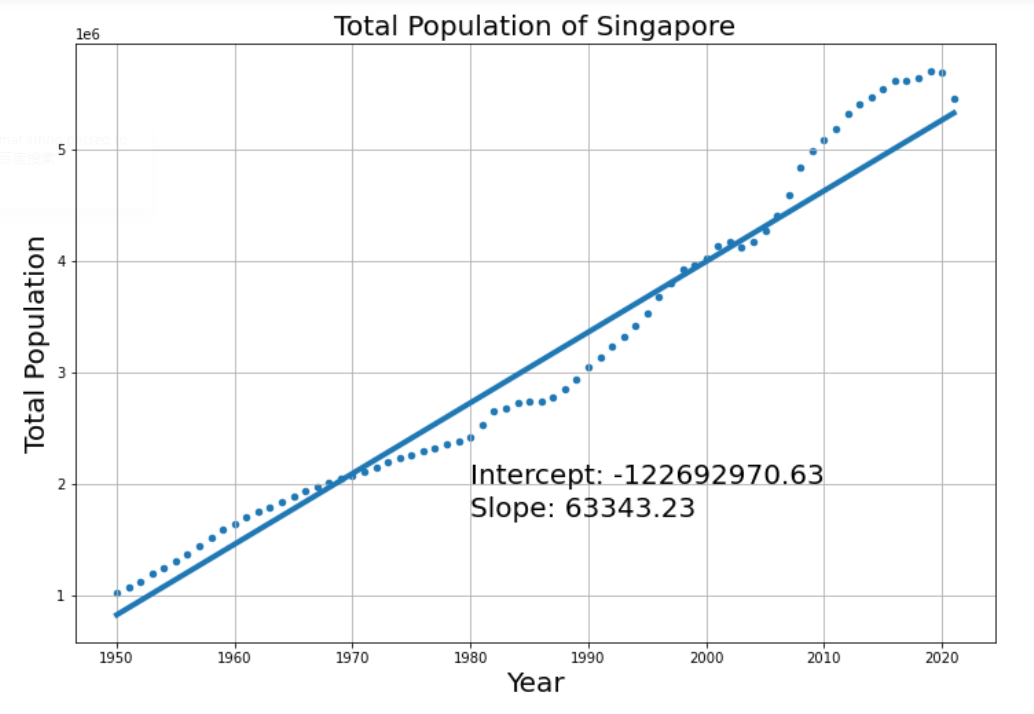 Total Population of Singapore
1e6
5
4
3
2
1
Total Population
Intercept: -122692970.63
Slope: 63343.23
1950 1960 1970 1980 1990 2000 2010 2020
Year